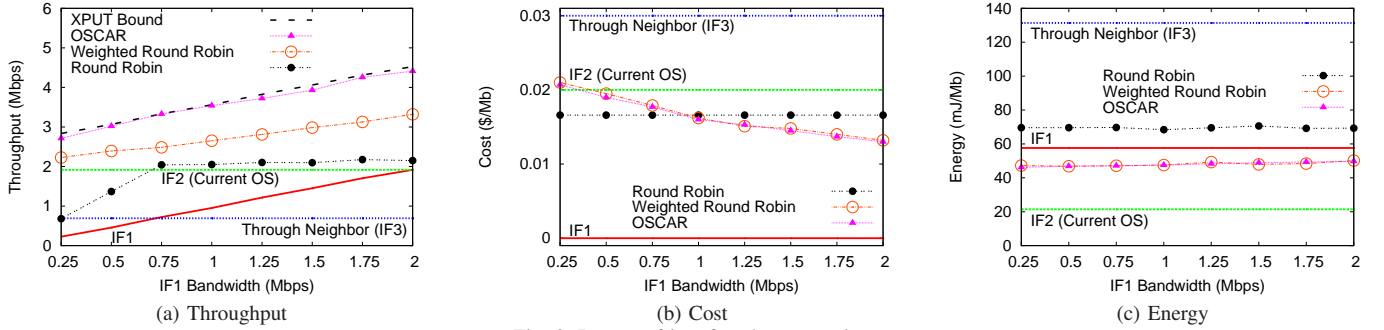 6
5
4
3
2
1
0
Throughput (Mbps)
XPUT Bound
OSCAR
Weighted Round Robin
Round Robin
IF2 (Current OS)
IF1
Through Neighbor (IF3)
0.25 0.5 0.75 1 1.25 1.5 1.75 2
IF1 Bandwidth (Mbps)
(a) Throughput
0.03
0.02
0.01
0
Cost ($/Mb)
Through Neighbor (IF3)
IF2 (Current OS)
Round Robin
Weighted Round Robin
OSCAR
IF1
0.25 0.5 0.75 1 1.25 1.5 1.75 2
IF1 Bandwidth (Mbps)
(b) Cost
140
120
100
80
60
40
20
0
Energy (mJ/Mb)
Through Neighbor (IF3)
Round Robin
Weighted Round Robin
OSCAR
IF1
IF2 (Current OS)
0.25 0.5 0.75 1 1.25 1.5 1.75 2
IF1 Bandwidth (Mbps)
(c) Energy